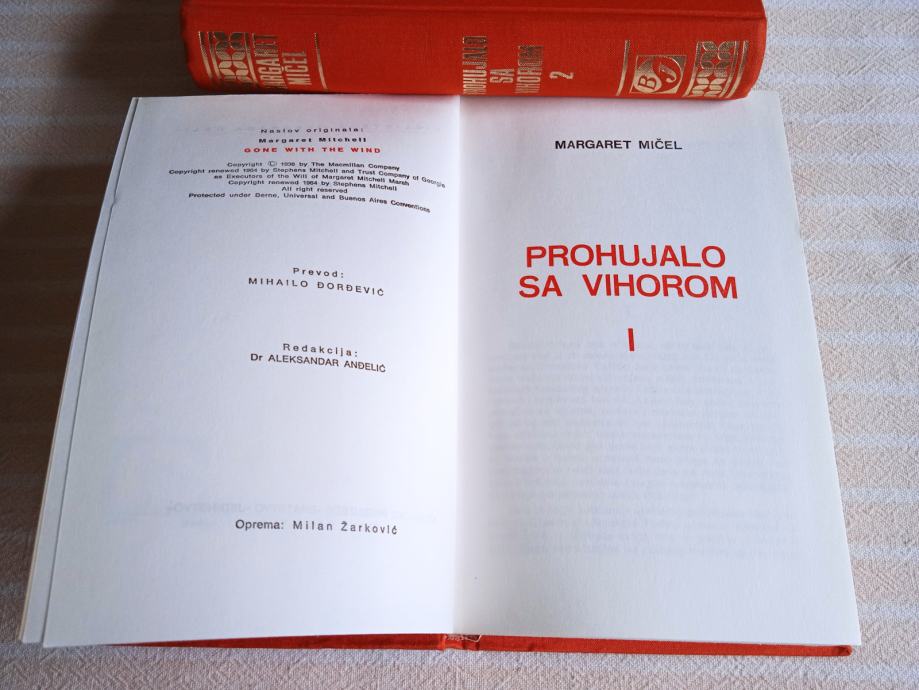 MARGARET
MIČEL
PROHUJALO
SA
VIHOROM
2
BJ
Naslov originala:
Margaret Mitchell
GONE WITH THE WIND
Copyright © 1936 by The Macmillan Company
Copyright renewed 1964 by Stephens Mitchell and Trust Company of Georgia
as Executors of the Will of Margaret Mitchell Marsh
Copyright renewed 1964 by Stephens Mitchell
All right reserved
Protected under Berne, Universal and Buenos Aires Conventions
Prevod:
MIHAILO ĐORĐEVIĆ
Redakcija:
Dr ALEKSANDAR ANĐELIĆ
Oprema: Milan Žarković
MARGARET MIČEL
PROHUJALO
SA VIHOROM
I